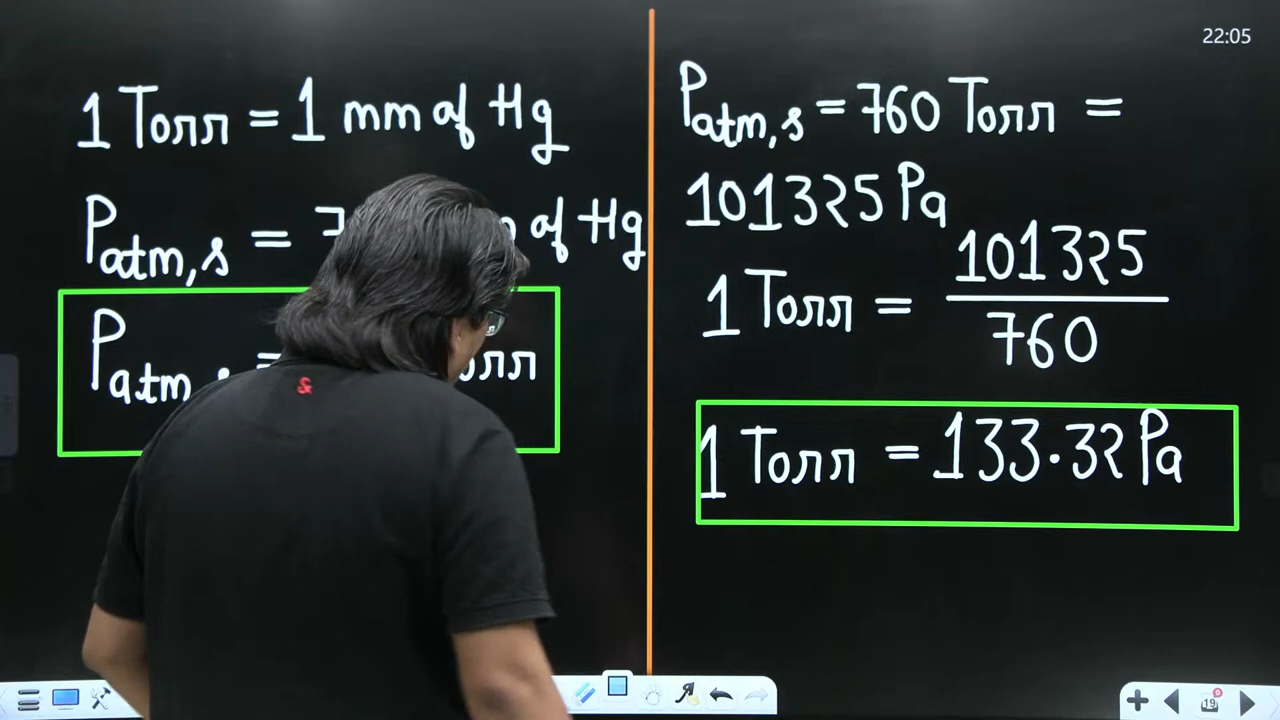 1 Torr = 1 mm of Hg
Patm,s = of Hg
Patm . =
Patm,s = 760 Torr =
101325 Pa
1 Torr = 101325
760
1 Torr = 133.32 Pa
22:05
19